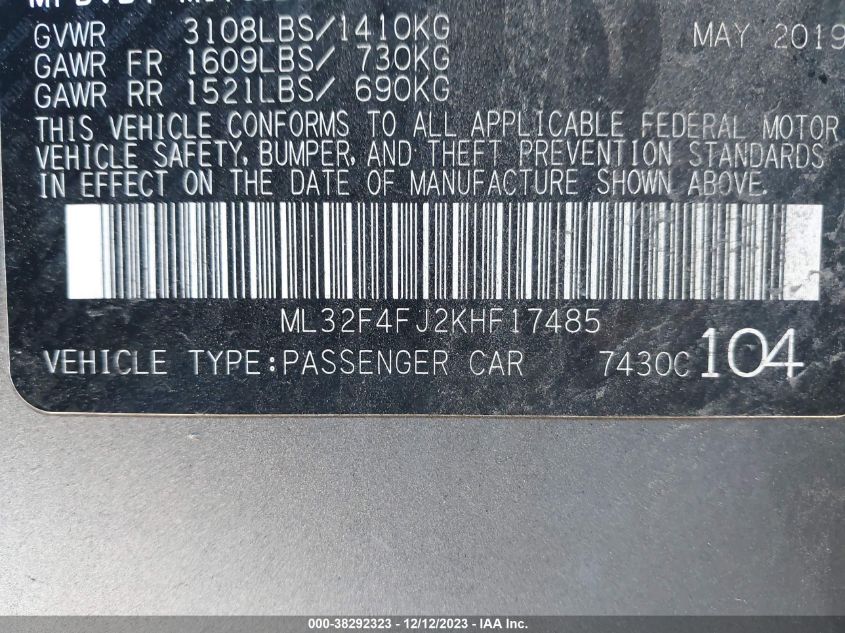 GVWR 3108LBS/1410KG MAY 2019
GAWR FR 1609LBS/ 730KG
GAWR RR 1521LBS/ 690KG
THIS VEHICLE CONFORMS TO ALL APPLICABLE FEDERAL MOTOR
VEHICLE SAFETY, BUMPER, AND THEFT PREVENTION STANDARDS
IN EFFECT ON THE DATE OF MANUFACTURE SHOWN ABOVE.
ML32F4FJ2KHF17485
VEHICLE TYPE:PASSENGER CAR 7430C 104
000-38292323 - 12/12/2023 - IAA Inc.